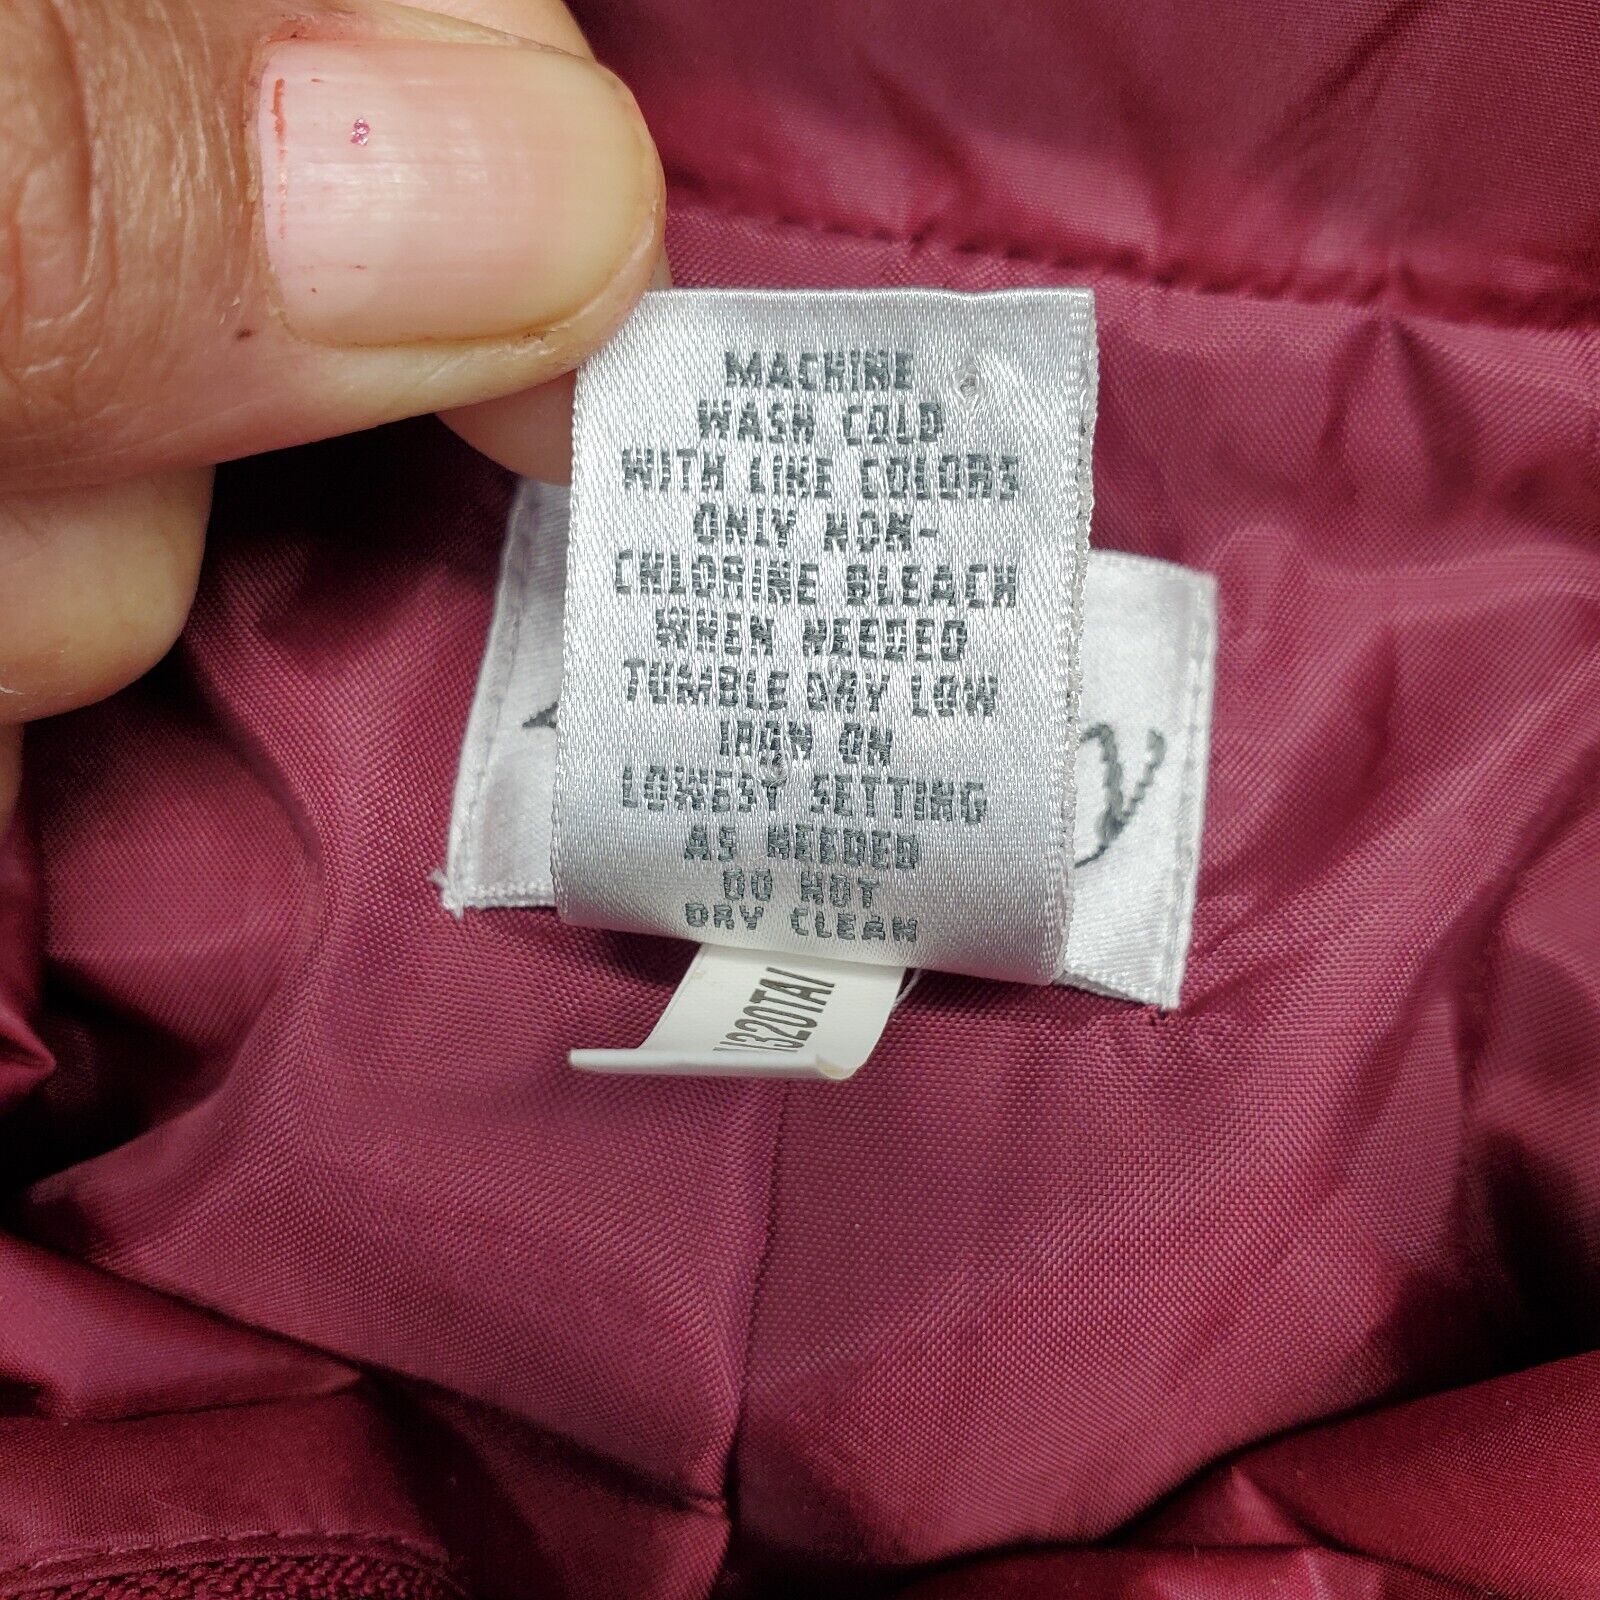 MACHINE
WASH COLD
WITH LIKE COLORS
ONLY NON-
CHLORINE BLEACH
WHEN NEEDED
TUMBLE DRY LOW
IRON ON
LOWEST SETTING
AS NEEDED
DO NOT
DRY CLEAN